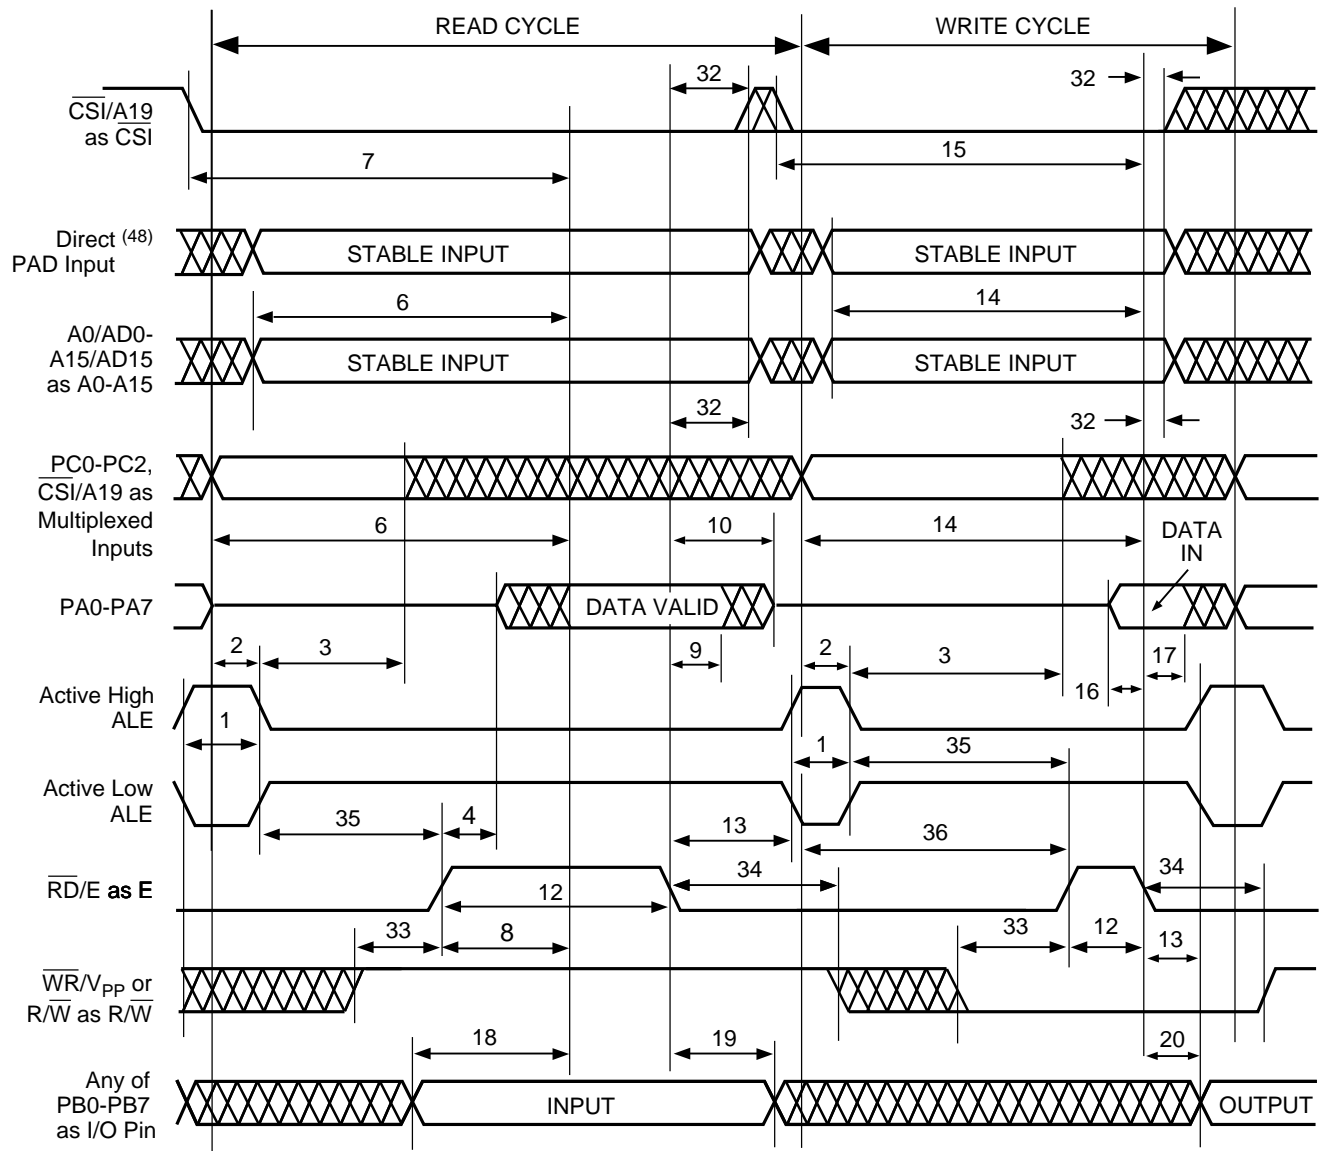 READ CYCLE
WRITE CYCLE
32
32
CSI/A19
as CSI
7
15
Direct (48)
PAD Input
STABLE INPUT
STABLE INPUT
6
14
A0/AD0-
A15/AD15
as A0-A15
STABLE INPUT
STABLE INPUT
32
32
PC0-PC2,
CSI/A19 as
Multiplexed
Inputs
6
10
14
DATA
IN
PA0-PA7
DATA VALID
2
3
9
2
3
17
16
Active High
ALE
1
1
35
Active Low
ALE
35
4
13
36
34
34
RD/E as E
12
33
8
33
12
13
WR/VPP or
R/W as R/W
18
19
20
Any of
PB0-PB7
as I/O Pin
INPUT
OUTPUT